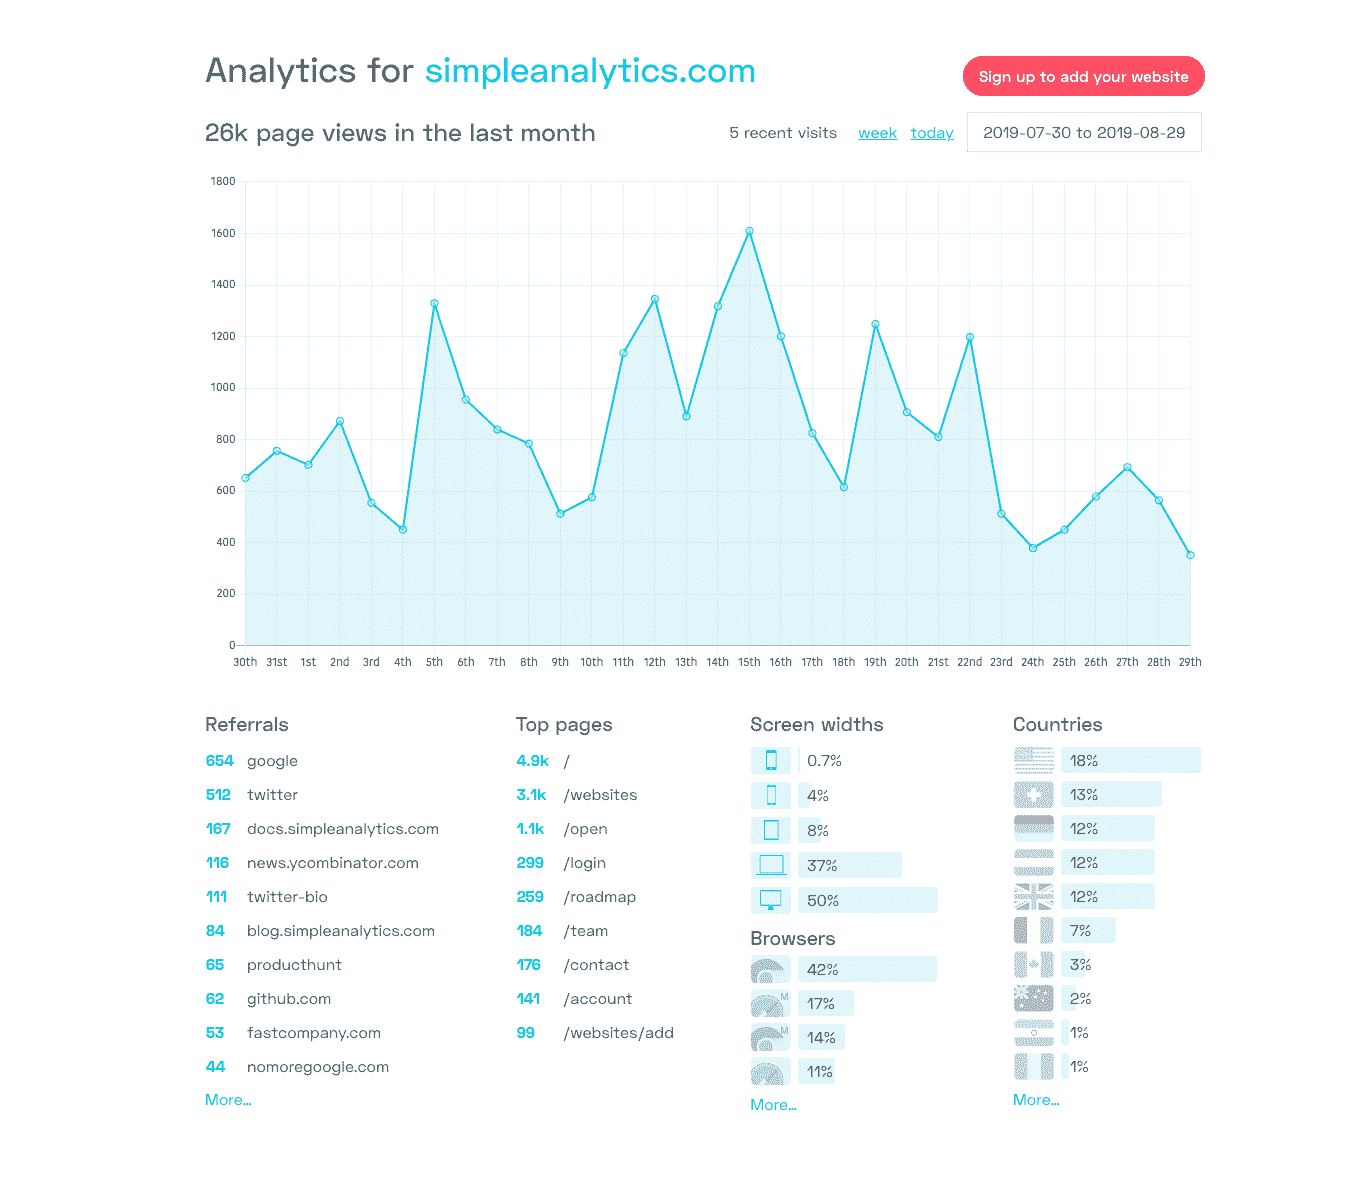 Analytics for simpleanalytics.com
Sign up to add your website
26k page views in the last month
5 recent visits week today 2019-07-30 to 2019-08-29
1800
1600
1400
1200
1000
800
600
400
200
0
30th 31st 1st 2nd 3rd 4th 5th 6th 7th 8th 9th 10th 11th 12th 13th 14th 15th 16th 17th 18th 19th 20th 21st 22nd 23rd 24th 25th 26th 27th 28th 29th
Referrals
654 google
512 twitter
167 docs.simpleanalytics.com
116 news.ycombinator.com
111 twitter-bio
84 blog.simpleanalytics.com
65 producthunt
62 github.com
53 fastcompany.com
44 nomoregoogle.com
More...
Top pages
4.9k /
3.1k /websites
1.1k /open
299 /login
259 /roadmap
184 /team
176 /contact
141 /account
99 /websites/add
Screen widths
0.7%
4%
8%
37%
50%
Browsers
42%
M 17%
M 14%
11%
More...
Countries
18%
13%
12%
12%
12%
7%
3%
2%
1%
1%
More...